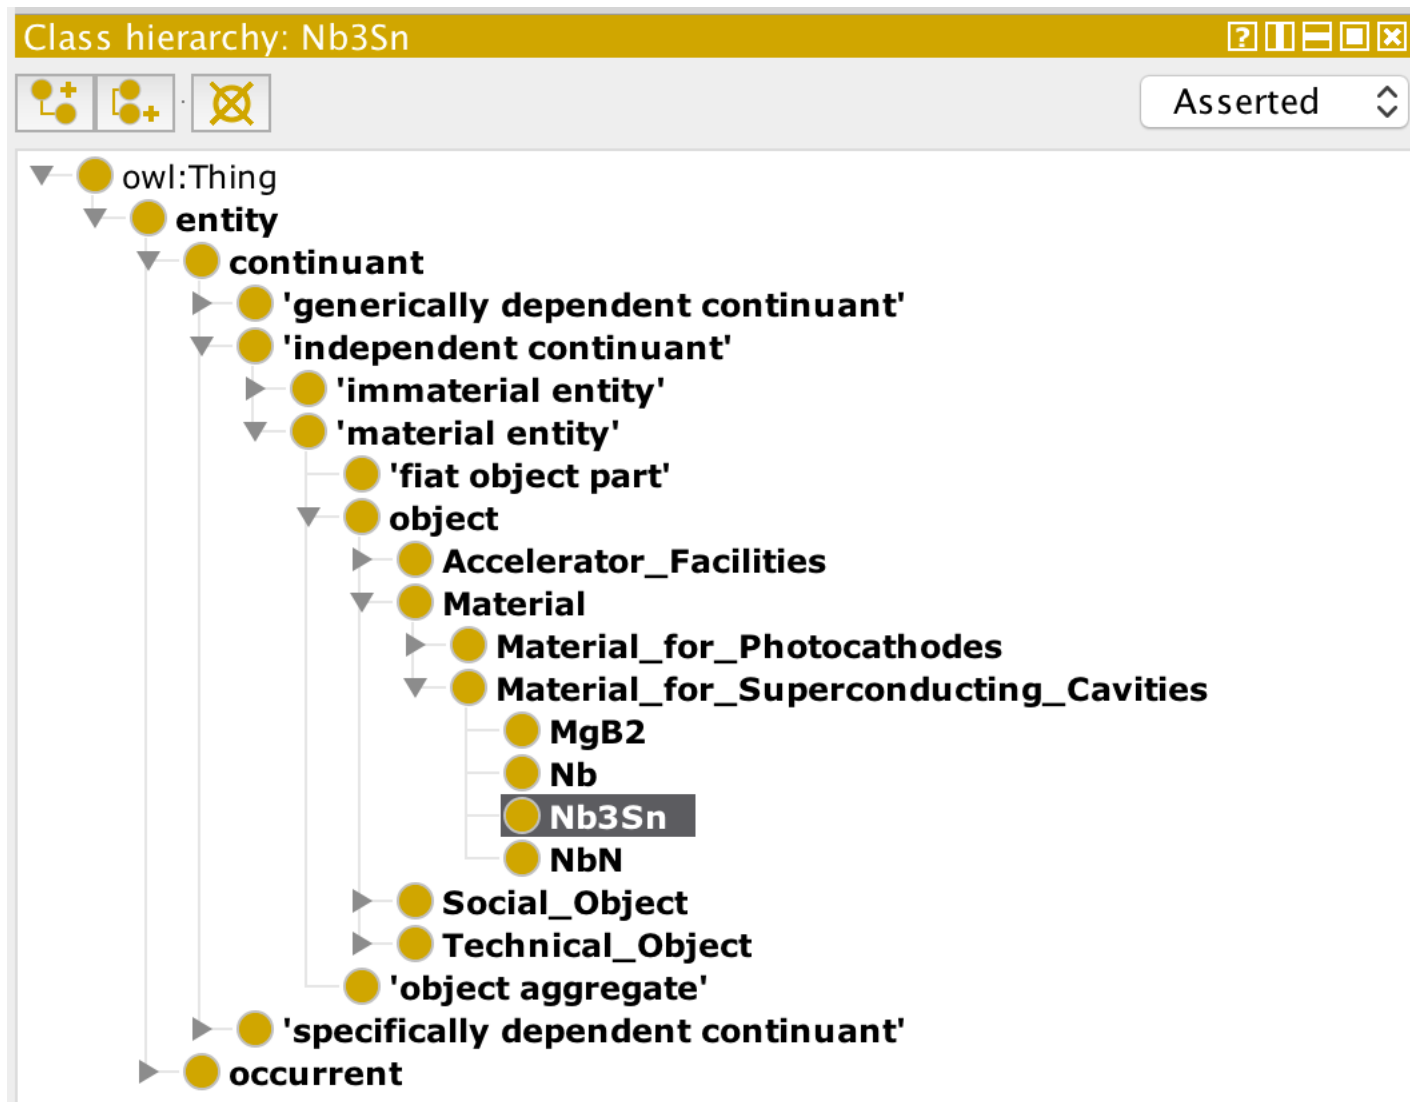 Class hierarchy: Nb3Sn
Asserted
owl:Thing
entity
continuant
'generically dependent continuant'
'independent continuant'
'immaterial entity'
'material entity'
'fiat object part'
object
Accelerator_Facilities
Material
Material_for_Photocathodes
Material_for_Superconducting_Cavities
MgB2
Nb
Nb3Sn
NbN
Social_Object
Technical_Object
'object aggregate'
'specifically dependent continuant'
occurrent